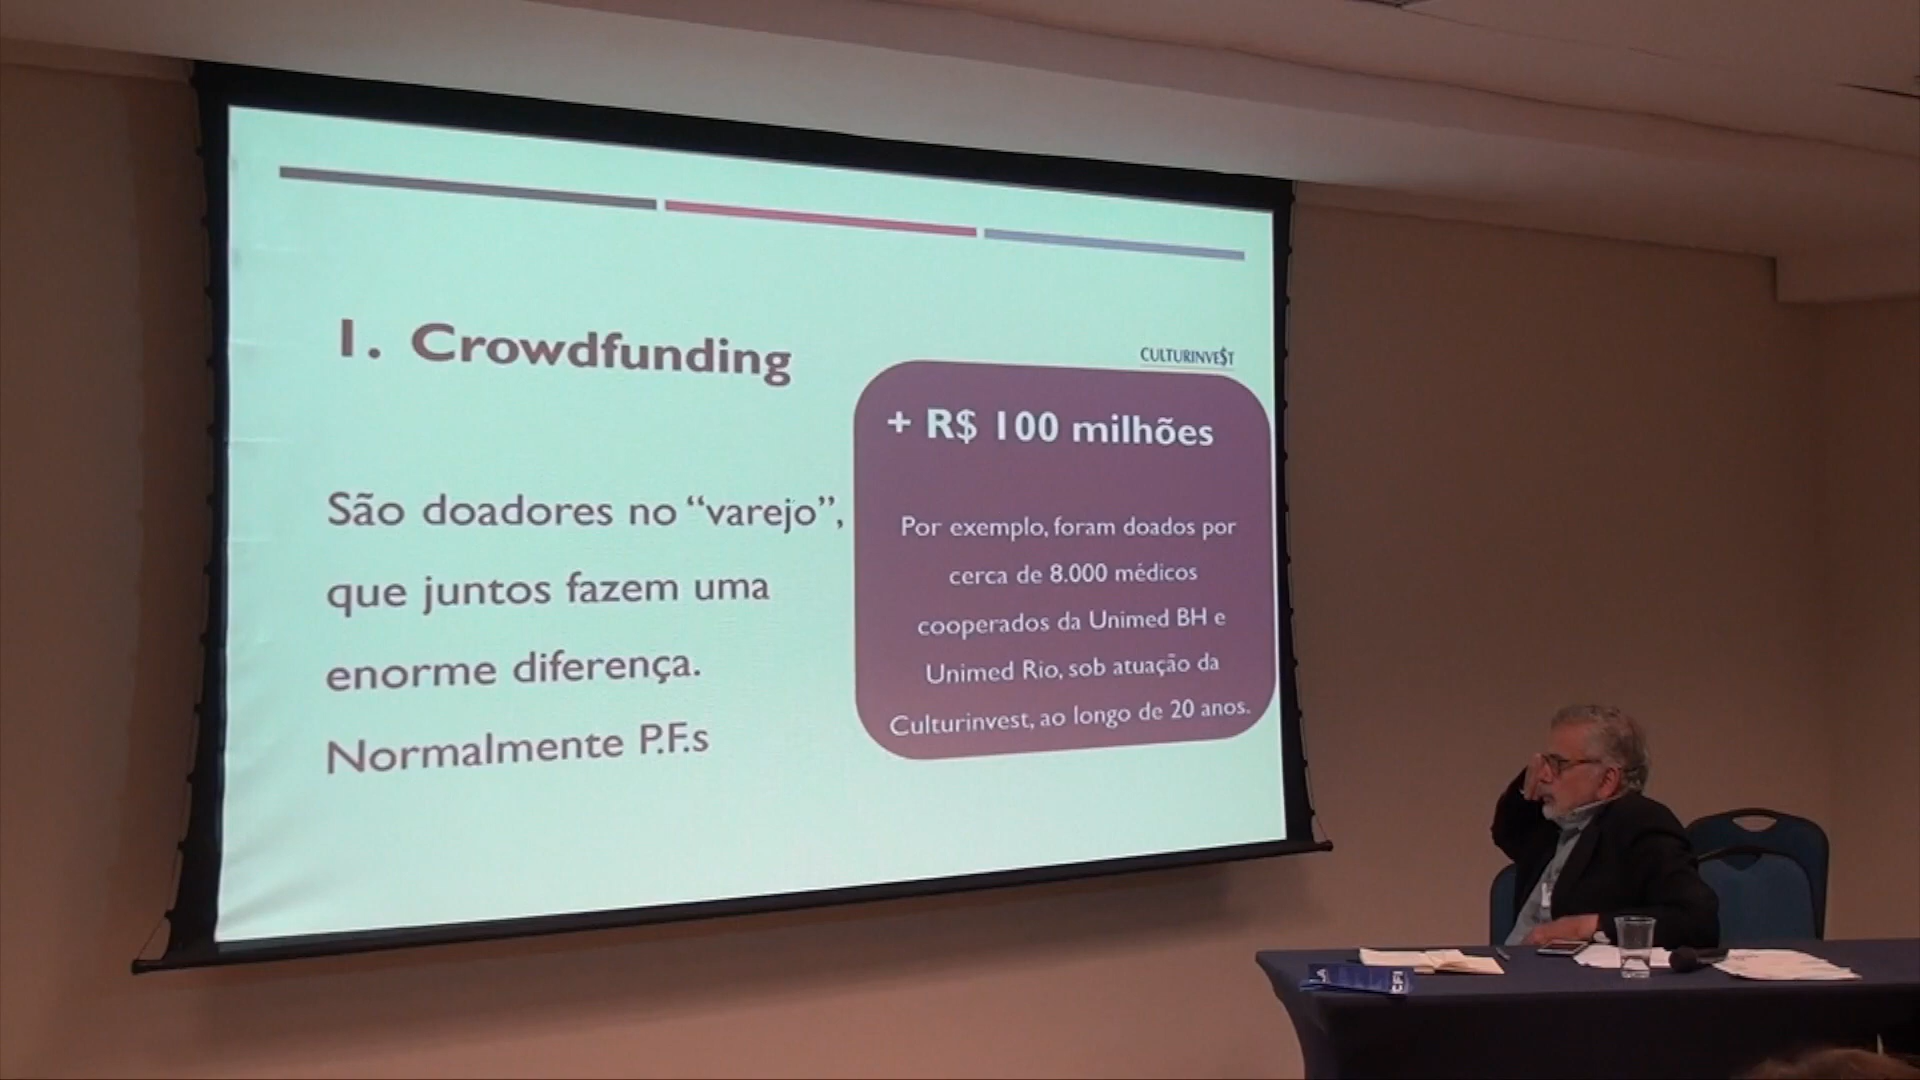 1. Crowdfunding
São doadores no “varejo”,
que juntos fazem uma
enorme diferença.
Normalmente P.F.s
CULTURINVE$T
+ R$ 100 milhões
Por exemplo, foram doados por
cerca de 8.000 médicos
cooperados da Unimed BH e
Unimed Rio, sob atuação da
Culturinvest, ao longo de 20 anos.